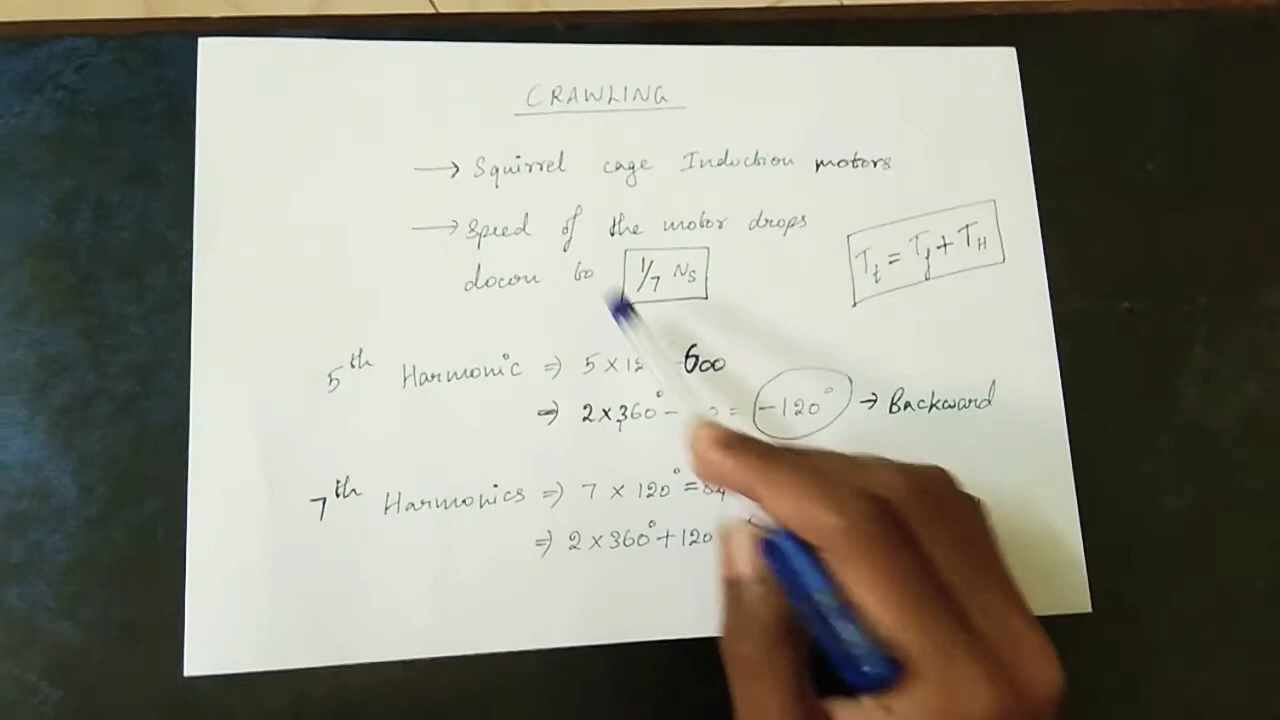 CRAWLING
→ Squirrel cage Induction motors
→ Speed of the motor drops
down to 1/7 Ns
Tt = Tf + TH
5th Harmonic ⇒ 5 × 12 600
⇒ 2×360° - = -120° → Backward
7th Harmonics ⇒ 7 × 120° = 84
⇒ 2 × 360° + 120